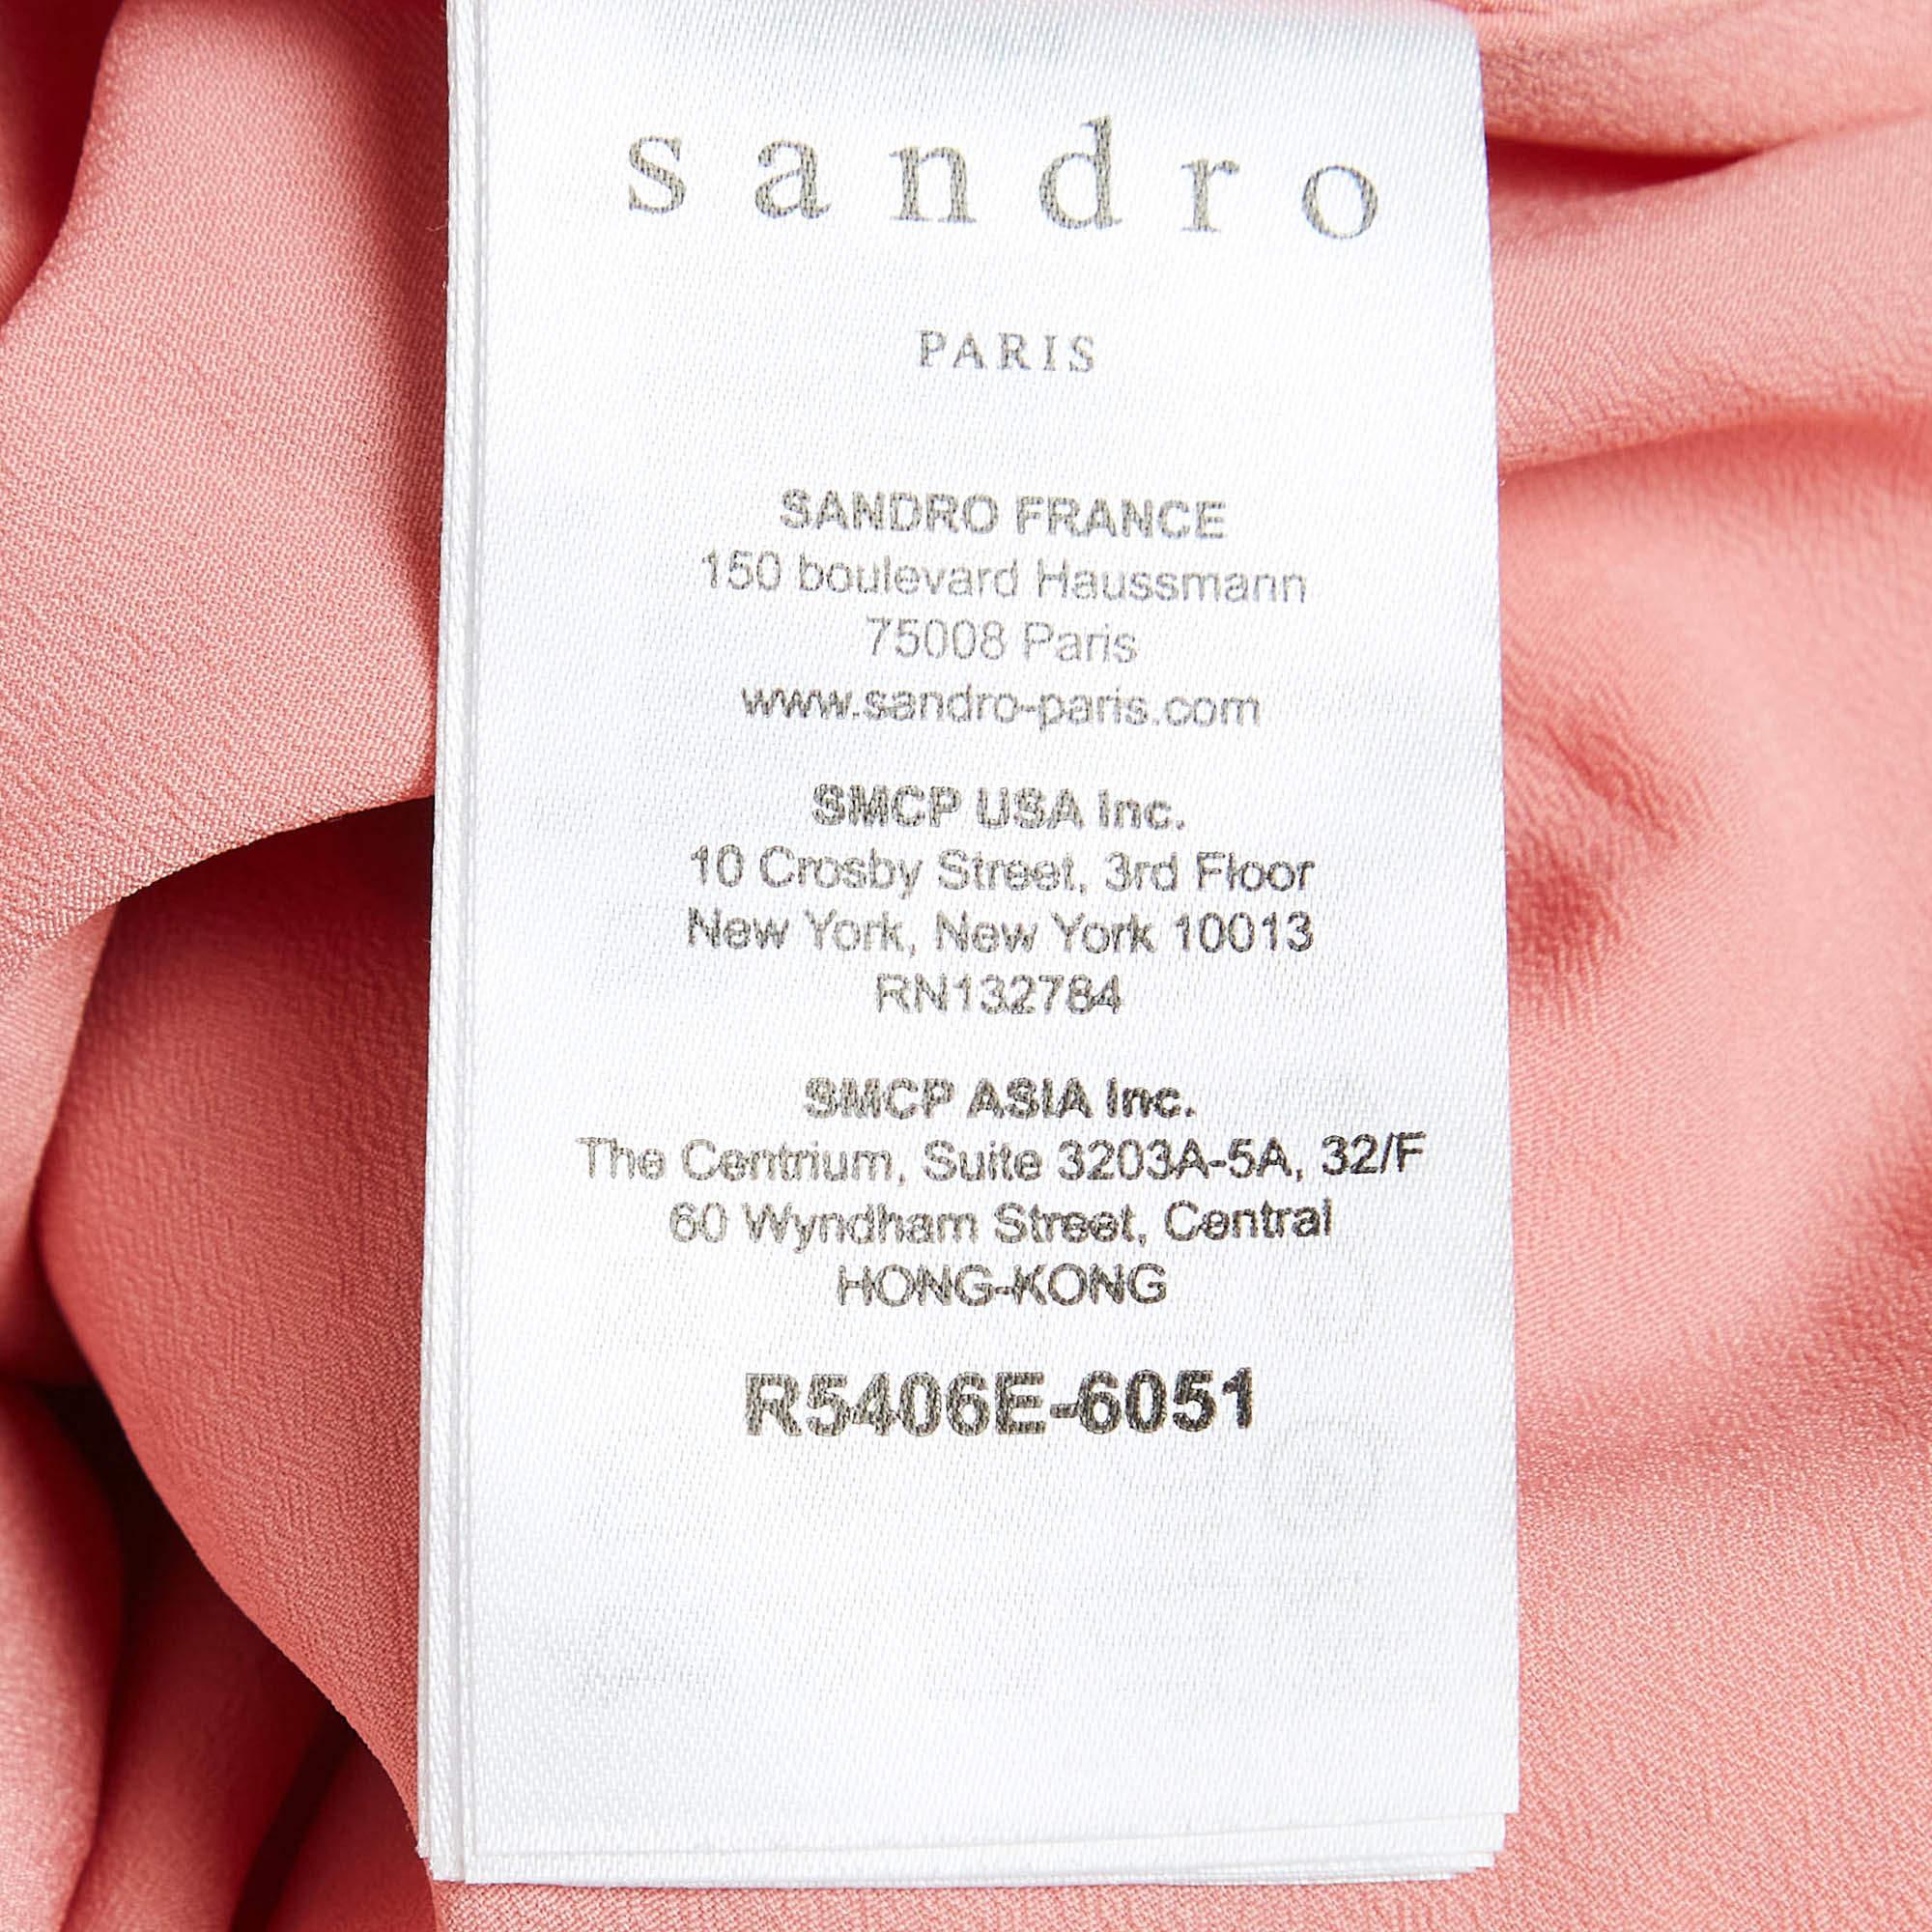 sandro
PARIS
SANDRO FRANCE
150 boulevard Haussmann
75008 Paris
www.sandro-paris.com
SMCP USA Inc.
10 Crosby Street, 3rd Floor
New York, New York 10013
RN132784
SMCP ASIA Inc.
The Centrium, Suite 3203A-5A, 32/F
60 Wyndham Street, Central
HONG-KONG
R5406E-6051